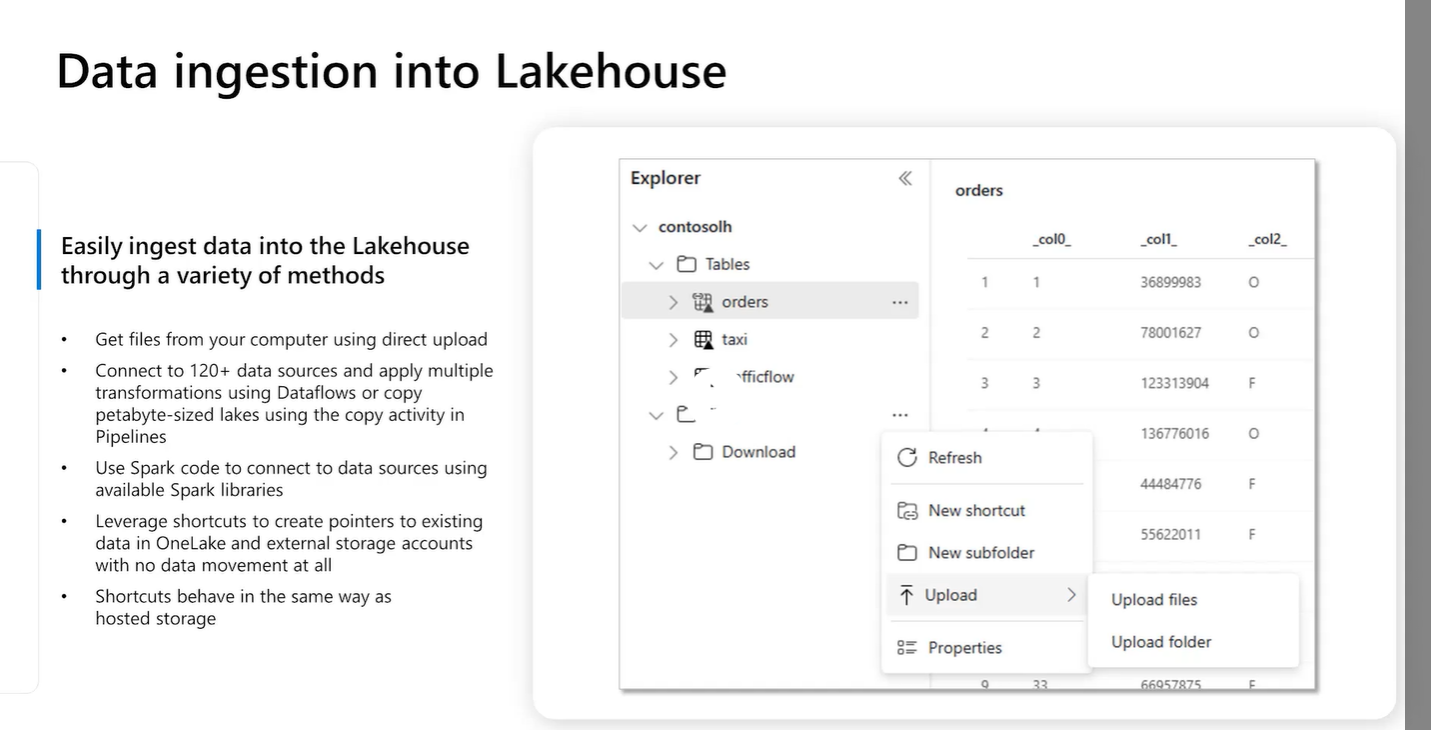 Data ingestion into Lakehouse
Easily ingest data into the Lakehouse
through a variety of methods
• Get files from your computer using direct upload
• Connect to 120+ data sources and apply multiple
transformations using Dataflows or copy
petabyte-sized lakes using the copy activity in
Pipelines
• Use Spark code to connect to data sources using
available Spark libraries
• Leverage shortcuts to create pointers to existing
data in OneLake and external storage accounts
with no data movement at all
• Shortcuts behave in the same way as
hosted storage
Explorer
contosolh
Tables
orders
taxi
Download
Refresh
New shortcut
New subfolder
Upload
Properties
Upload files
Upload folder
orders
_col0_ _col1_ _col2_
1 1 36899983 O
2 2 78001627 O
3 3 123313904 F
136776016 O
44484776 F
55622011 F
9 33 66957875 F